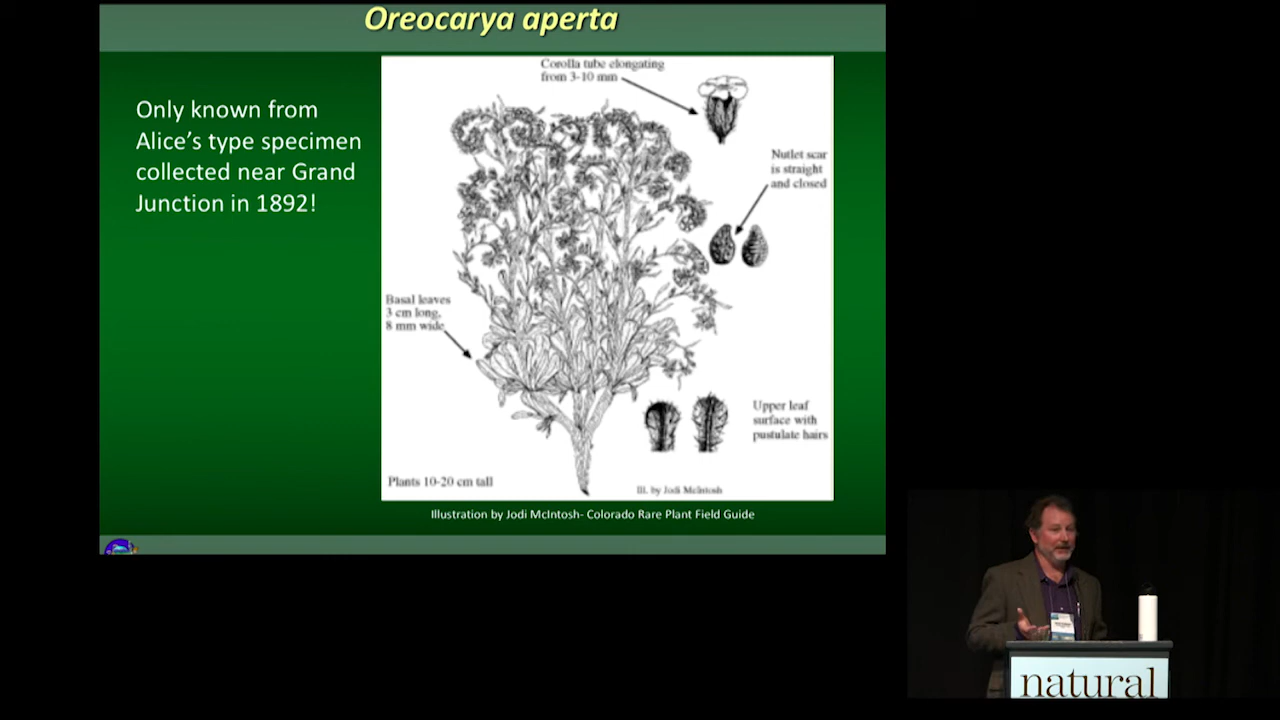 Oreocarya aperta
Only known from
Alice's type specimen
collected near Grand
Junction in 1892!
Corolla tube elongating
from 3-10 mm
Nutlet scar
is straight
and closed
Basal leaves
3 cm long,
8 mm wide
Upper leaf
surface with
pustulate hairs
Plants 10-20 cm tall
Ill. by Jodi McIntosh
Illustration by Jodi McIntosh- Colorado Rare Plant Field Guide
natural